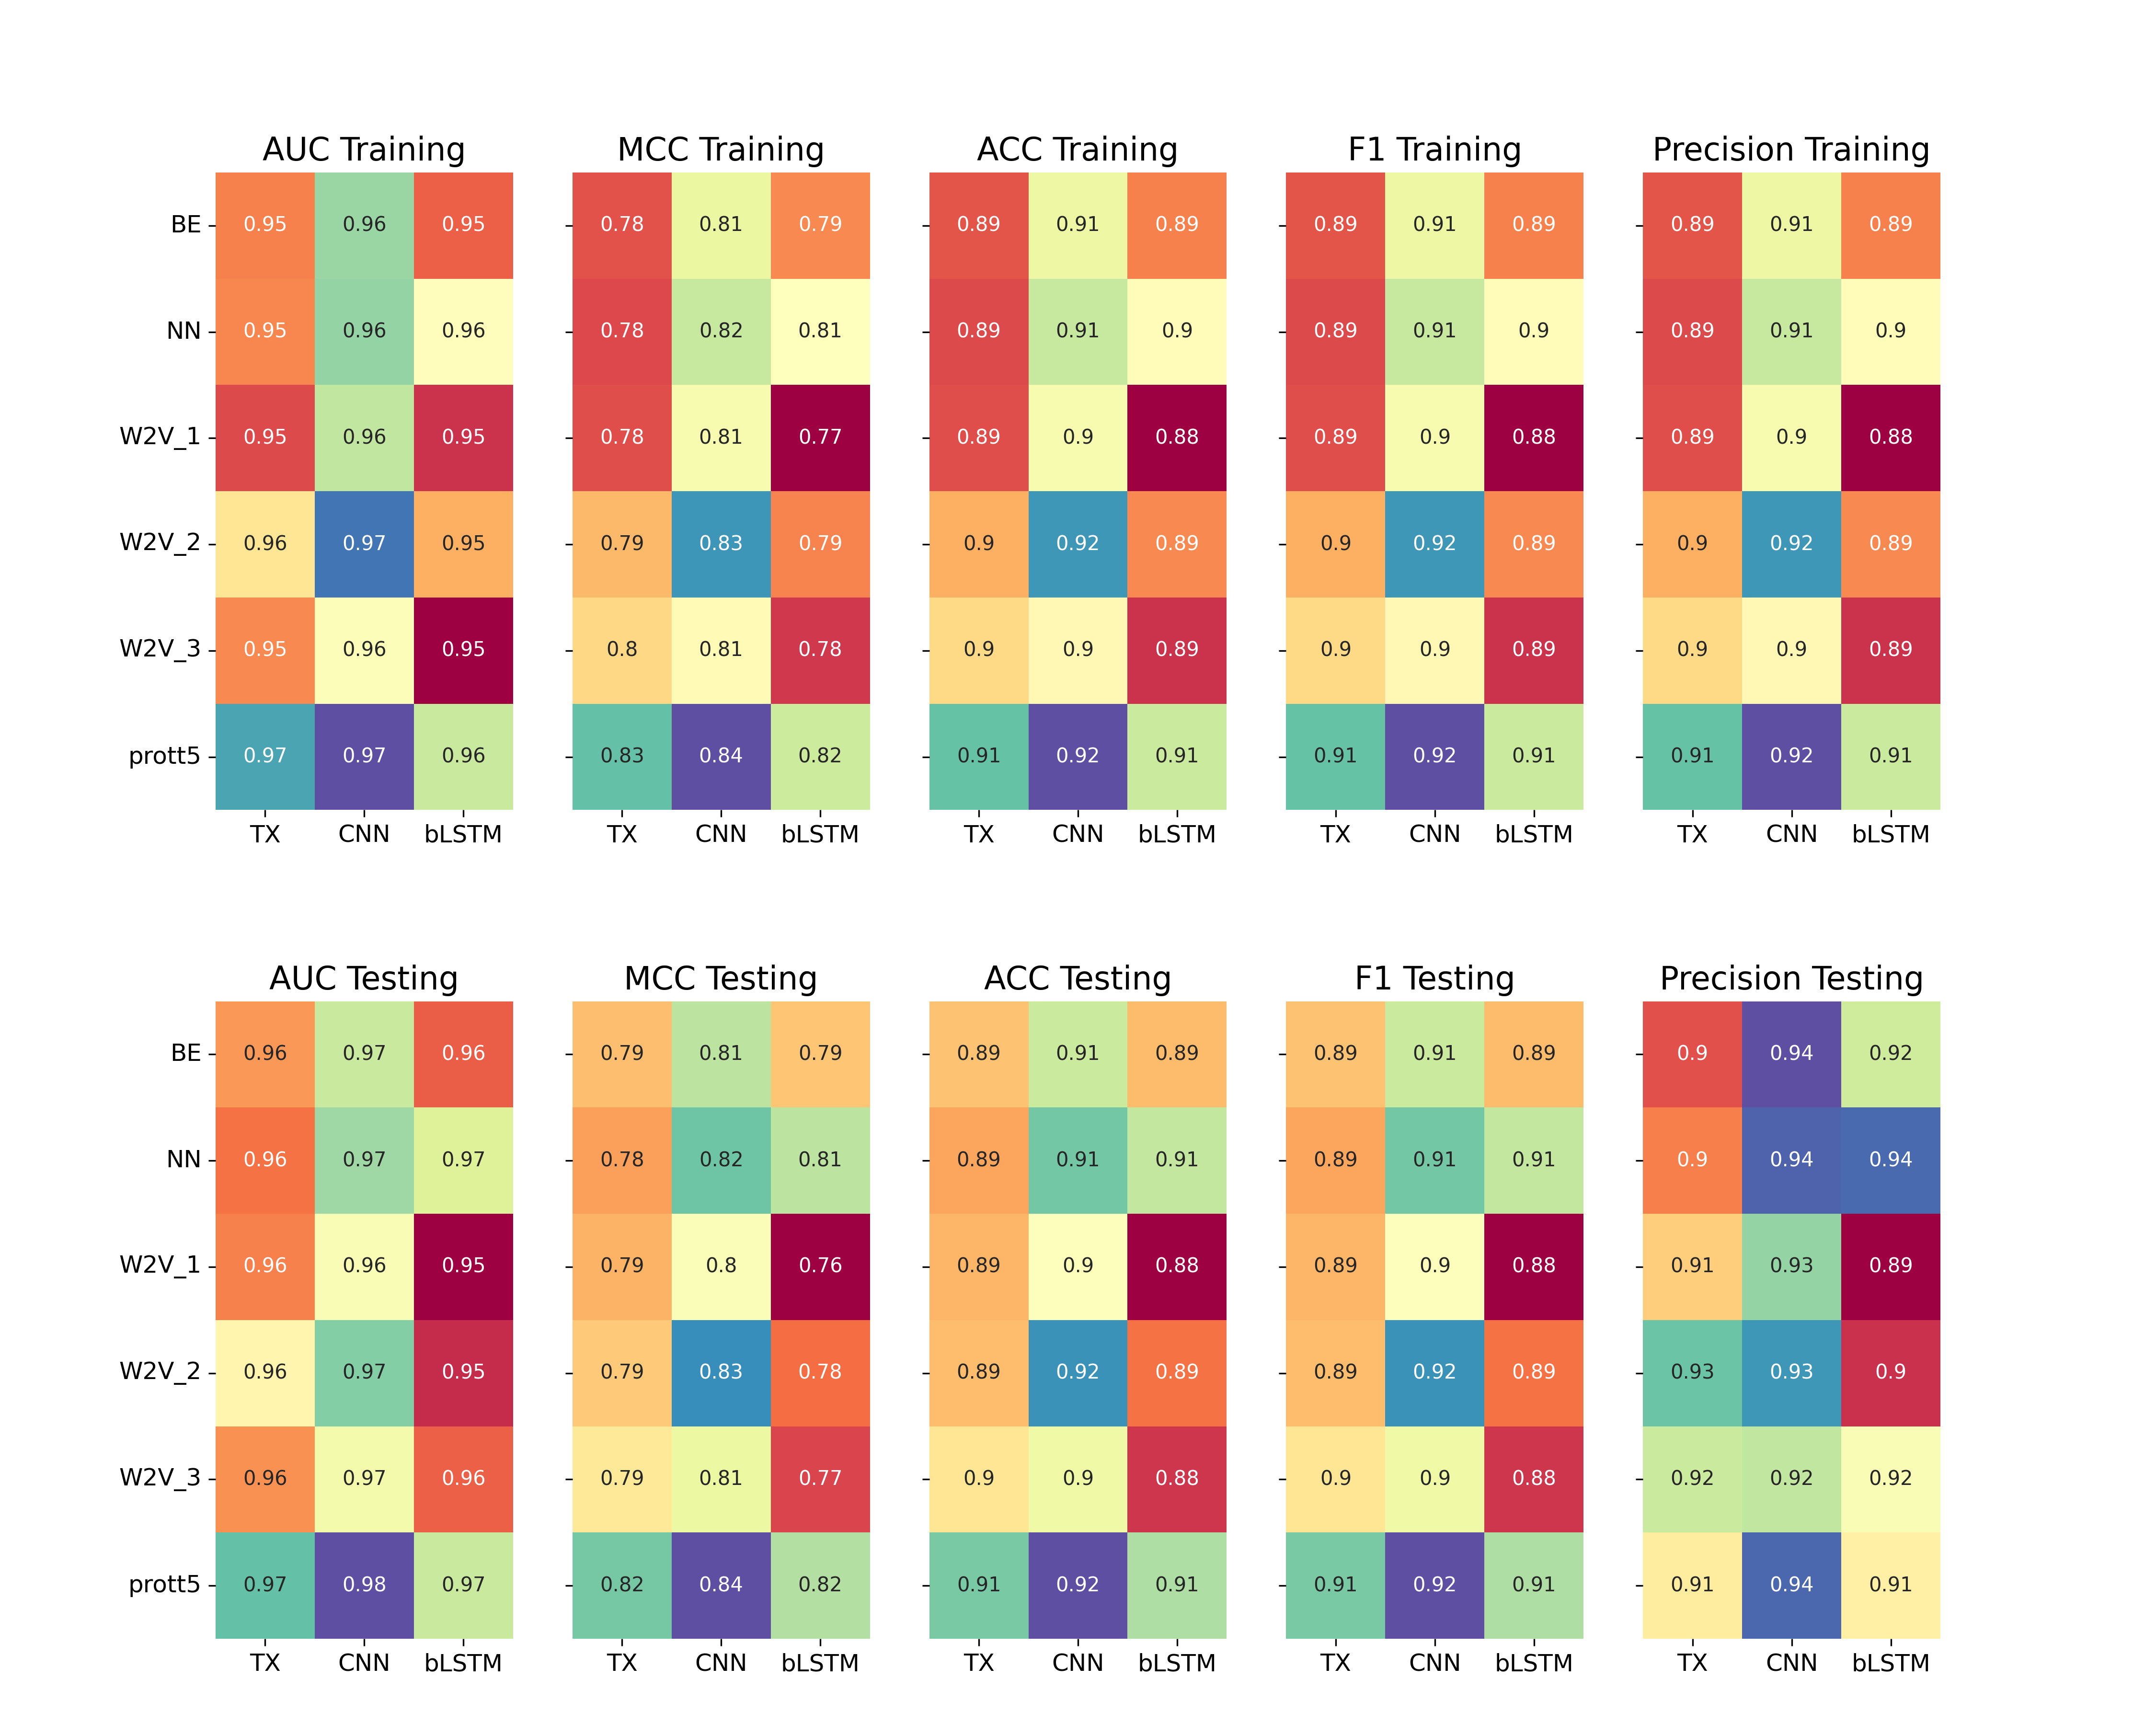 AUC Training MCC Training ACC Training F1 Training Precision Training
BE 0.95 0.96 0.95 0.78 0.81 0.79 0.89 0.91 0.89 0.89 0.91 0.89 0.89 0.91 0.89
NN 0.95 0.96 0.96 0.78 0.82 0.81 0.89 0.91 0.9 0.89 0.91 0.9 0.89 0.91 0.9
W2V_1 0.95 0.96 0.95 0.78 0.81 0.77 0.89 0.9 0.88 0.89 0.9 0.88 0.89 0.9 0.88
W2V_2 0.96 0.97 0.95 0.79 0.83 0.79 0.9 0.92 0.89 0.9 0.92 0.89 0.9 0.92 0.89
W2V_3 0.95 0.96 0.95 0.8 0.81 0.78 0.9 0.9 0.89 0.9 0.9 0.89 0.9 0.9 0.89
prott5 0.97 0.97 0.96 0.83 0.84 0.82 0.91 0.92 0.91 0.91 0.92 0.91 0.91 0.92 0.91
TX CNN bLSTM TX CNN bLSTM TX CNN bLSTM TX CNN bLSTM TX CNN bLSTM
AUC Testing MCC Testing ACC Testing F1 Testing Precision Testing
BE 0.96 0.97 0.96 0.79 0.81 0.79 0.89 0.91 0.89 0.89 0.91 0.89 0.9 0.94 0.92
NN 0.96 0.97 0.97 0.78 0.82 0.81 0.89 0.91 0.91 0.89 0.91 0.91 0.9 0.94 0.94
W2V_1 0.96 0.96 0.95 0.79 0.8 0.76 0.89 0.9 0.88 0.89 0.9 0.88 0.91 0.93 0.89
W2V_2 0.96 0.97 0.95 0.79 0.83 0.78 0.89 0.92 0.89 0.89 0.92 0.89 0.93 0.93 0.9
W2V_3 0.96 0.97 0.96 0.79 0.81 0.77 0.9 0.9 0.88 0.9 0.9 0.88 0.92 0.92 0.92
prott5 0.97 0.98 0.97 0.82 0.84 0.82 0.91 0.92 0.91 0.91 0.92 0.91 0.91 0.94 0.91
TX CNN bLSTM TX CNN bLSTM TX CNN bLSTM TX CNN bLSTM TX CNN bLSTM